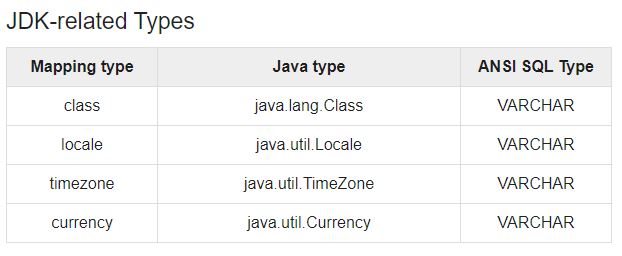 JDK-related Types
Mapping type Java type ANSI SQL Type
class java.lang.Class VARCHAR
locale java.util.Locale VARCHAR
timezone java.util.TimeZone VARCHAR
currency java.util.Currency VARCHAR